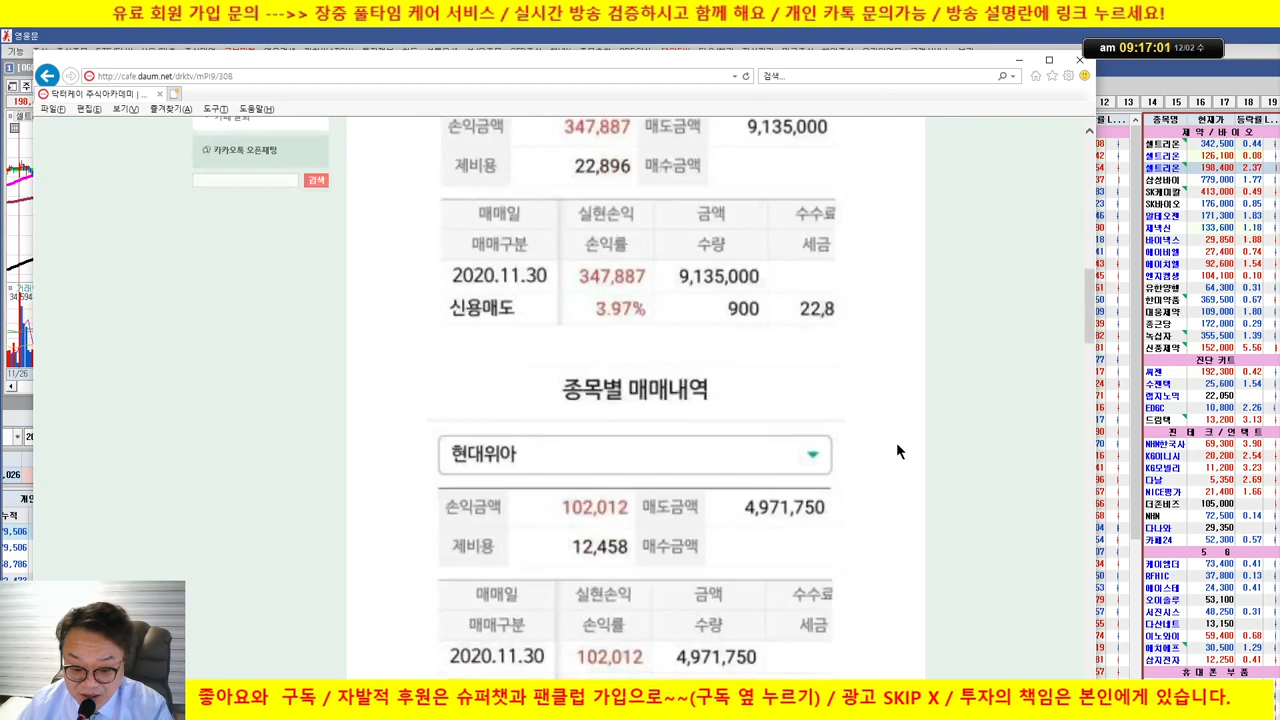 유료 회원 가입 문의 --->> 장중 풀타임 케어 서비스 / 실시간 방송 검증하시고 함께 해요 / 개인 카톡 문의가능 / 방송 설명란에 링크 누르세요!
영웅문
기능
am 09:17:01 12/02 수
http://cafe.daum.net/drktv/mPl9/308
검색...
닥터케이 주식아카데미 | ...
파일(F) 편집(E) 보기(V) 즐겨찾기(A) 도구(T) 도움말(H)
카카오톡 오픈채팅
검색
손익금액 347,887 매도금액 9,135,000
제비용 22,896 매수금액
매매일 실현손익 금액 수수료
매매구분 손익률 수량 세금
2020.11.30 347,887 9,135,000
신용매도 3.97% 900 22,8
종목별 매매내역
현대위아
손익금액 102,012 매도금액 4,971,750
제비용 12,458 매수금액
매매일 실현손익 금액 수수료
매매구분 손익률 수량 세금
2020.11.30 102,012 4,971,750
12 13 14 15 16 17 18 19
종목명 현재가 등락률
제 약 / 바 이 오
셀트리온 342,500 0.44
셀트리온 126,100 0.08
셀트리온 198,400 2.37
삼성바이 779,000 1.77
SK케미칼 413,000 0.49
SK바이오 176,000 0.85
알테오젠 171,300 1.83
제넥신 133,600 1.18
바이넥스 29,850 1.88
에이비엘 27,400 0.74
에이치엘 92,600 1.54
엔지켐생 104,100 0.10
유한양행 64,300 0.31
한미약품 369,500 0.67
대웅제약 109,000 1.80
종근당 172,000 0.29
녹십자 355,500 1.39
신풍제약 152,000 5.56
진단 키트
씨젠 192,300 0.42
수젠텍 25,600 1.54
랩지노믹 22,050
EDGC 10,800 2.26
드림텍 13,200 3.13
핀 테 크 / 언 택 트
NHN한국사 69,300 3.90
KG이니시 20,200 2.54
KG모빌리 11,200 3.23
다날 5,350 2.69
NICE평가 21,400 1.66
더존비즈 105,000
NHN 72,500 0.14
다나와 29,350
카페24 52,300 0.57
5 G
케이엠더 73,400 0.41
RFHIC 37,800 0.13
에이스테 24,300 0.41
오이솔루 53,100
서진시스 48,250 0.31
다산네트 13,150
이노와이 59,400 0.68
에치에프 30,500 1.29
삼지전자 12,250 0.41
휴 대 폰 부 품
좋아요와 구독 / 자발적 후원은 슈퍼챗과 팬클럽 가입으로~~(구독 옆 누르기) / 광고 SKIP X / 투자의 책임은 본인에게 있습니다.